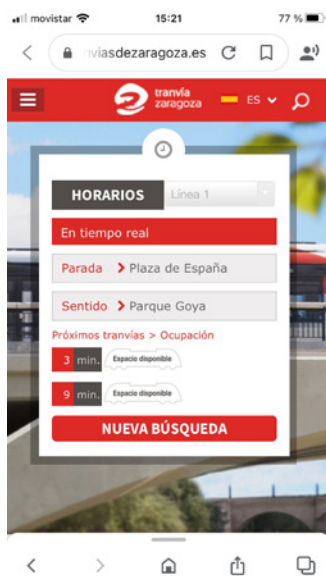 movistar 15:21 77 %
nviasdezaragoza.es
tranvía
zaragoza
ES
HORARIOS Línea 1
En tiempo real
Parada Plaza de España
Sentido Parque Goya
Próximos tranvías > Ocupación
3 min. Espacio disponible
9 min. Espacio disponible
NUEVA BÚSQUEDA